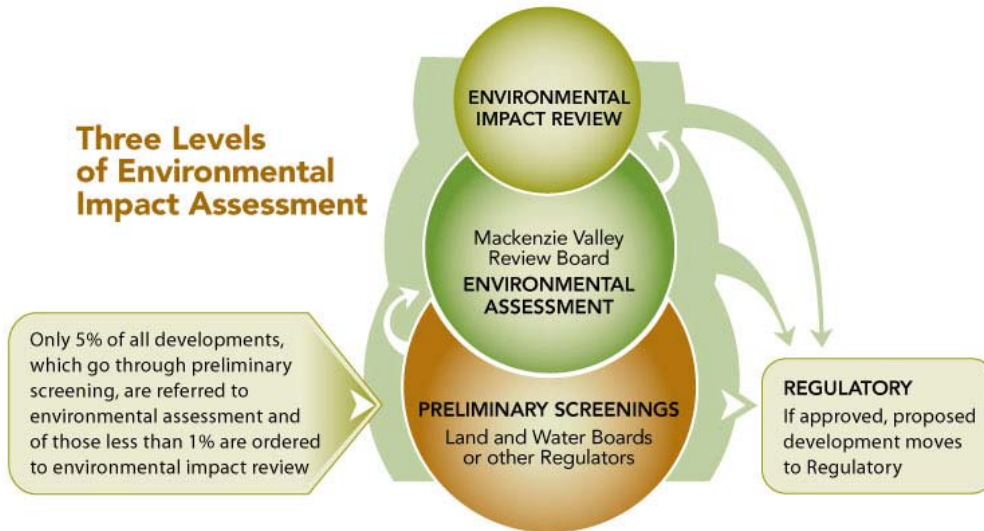 Three Levels
of Environmental
Impact Assessment
ENVIRONMENTAL
IMPACT REVIEW
Mackenzie Valley
Review Board
ENVIRONMENTAL
ASSESSMENT
Only 5% of all developments,
which go through preliminary
screening, are referred to
environmental assessment and
of those less than 1% are ordered
to environmental impact review
PRELIMINARY SCREENINGS
Land and Water Boards
or other Regulators
REGULATORY
If approved, proposed
development moves
to Regulatory